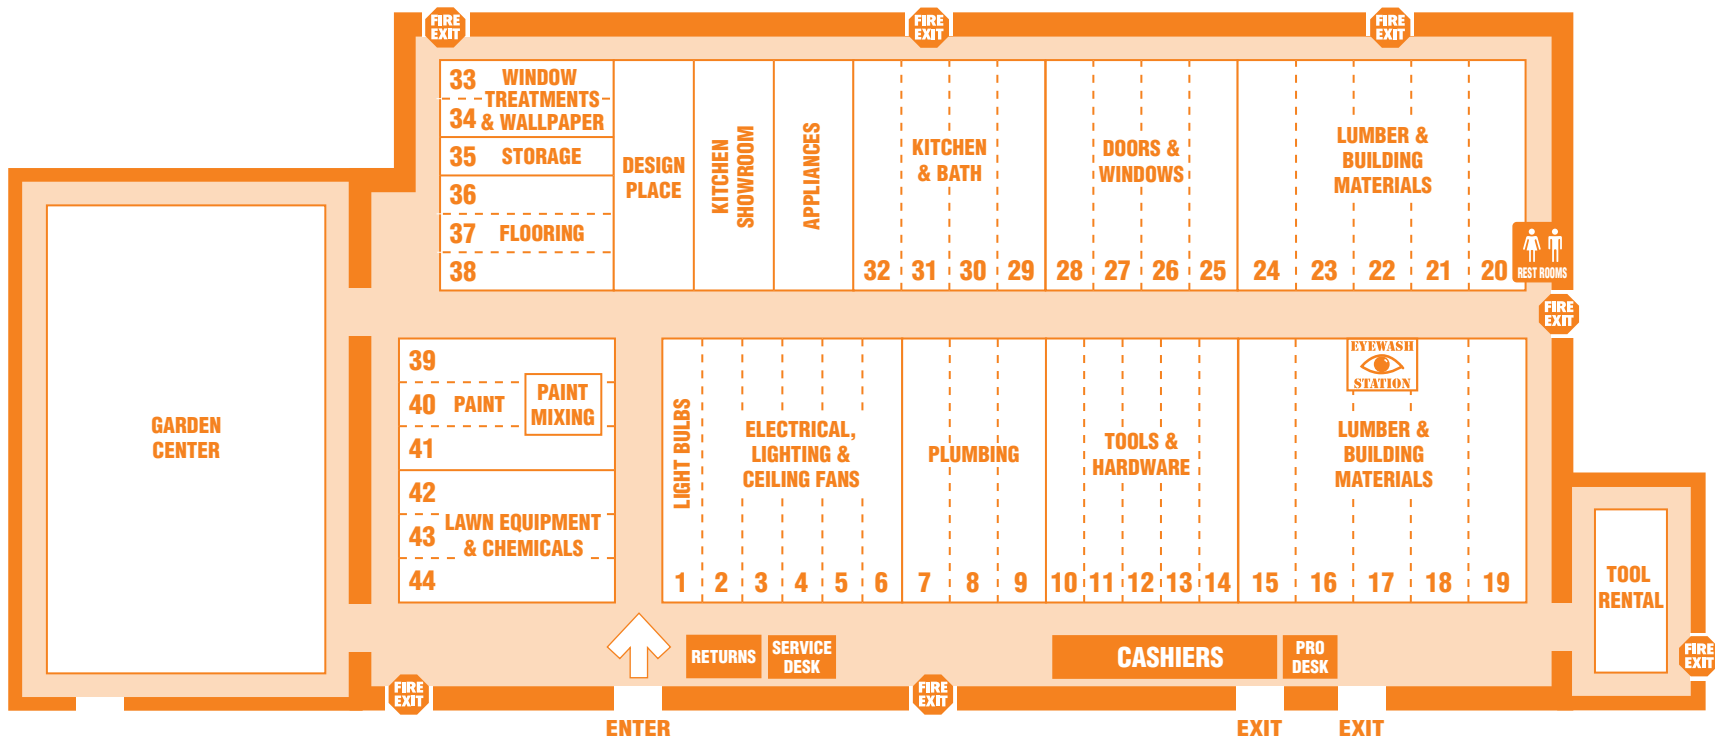 FIRE
EXIT
FIRE
EXIT
FIRE
EXIT
33 WINDOW
TREATMENTS
34 & WALLPAPER
35 STORAGE
36
37 FLOORING
38
DESIGN
PLACE
KITCHEN
SHOWROOM
APPLIANCES
KITCHEN
& BATH
32 31 30 29
DOORS &
WINDOWS
28 27 26 25
LUMBER &
BUILDING
MATERIALS
24 23 22 21 20
REST ROOMS
FIRE
EXIT
GARDEN
CENTER
39
40 PAINT
41
PAINT
MIXING
42
43 LAWN EQUIPMENT
& CHEMICALS
44
LIGHT BULBS
1
ELECTRICAL,
LIGHTING &
CEILING FANS
2 3 4 5 6
PLUMBING
7 8 9
TOOLS &
HARDWARE
10 11 12 13 14
EYEWASH
STATION
LUMBER &
BUILDING
MATERIALS
15 16 17 18 19
TOOL
RENTAL
RETURNS
SERVICE
DESK
CASHIERS
PRO
DESK
FIRE
EXIT
FIRE
EXIT
FIRE
EXIT
ENTER
EXIT
EXIT